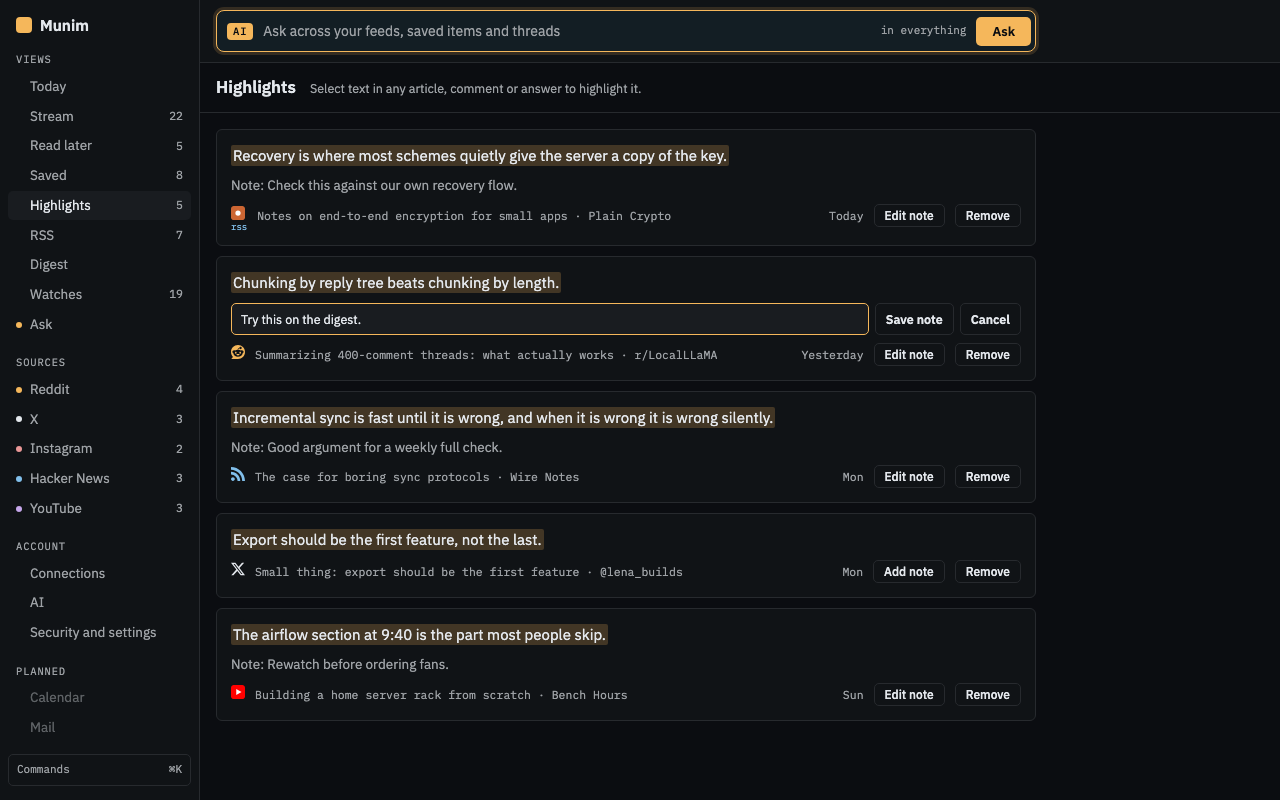 Munim
VIEWS
Today
Stream 22
Read later 5
Saved 8
Highlights 5
RSS 7
Digest
Watches 19
Ask
SOURCES
Reddit 4
X 3
Instagram 2
Hacker News 3
YouTube 3
ACCOUNT
Connections
AI
Security and settings
PLANNED
Calendar
Mail
Commands ⌘K
AI Ask across your feeds, saved items and threads in everything Ask
Highlights Select text in any article, comment or answer to highlight it.
Recovery is where most schemes quietly give the server a copy of the key.
Note: Check this against our own recovery flow.
rss Notes on end-to-end encryption for small apps · Plain Crypto Today Edit note Remove
Chunking by reply tree beats chunking by length.
Try this on the digest. Save note Cancel
Summarizing 400-comment threads: what actually works · r/LocalLLaMA Yesterday Edit note Remove
Incremental sync is fast until it is wrong, and when it is wrong it is wrong silently.
Note: Good argument for a weekly full check.
The case for boring sync protocols · Wire Notes Mon Edit note Remove
Export should be the first feature, not the last.
Small thing: export should be the first feature · @lena_builds Mon Add note Remove
The airflow section at 9:40 is the part most people skip.
Note: Rewatch before ordering fans.
Building a home server rack from scratch · Bench Hours Sun Edit note Remove